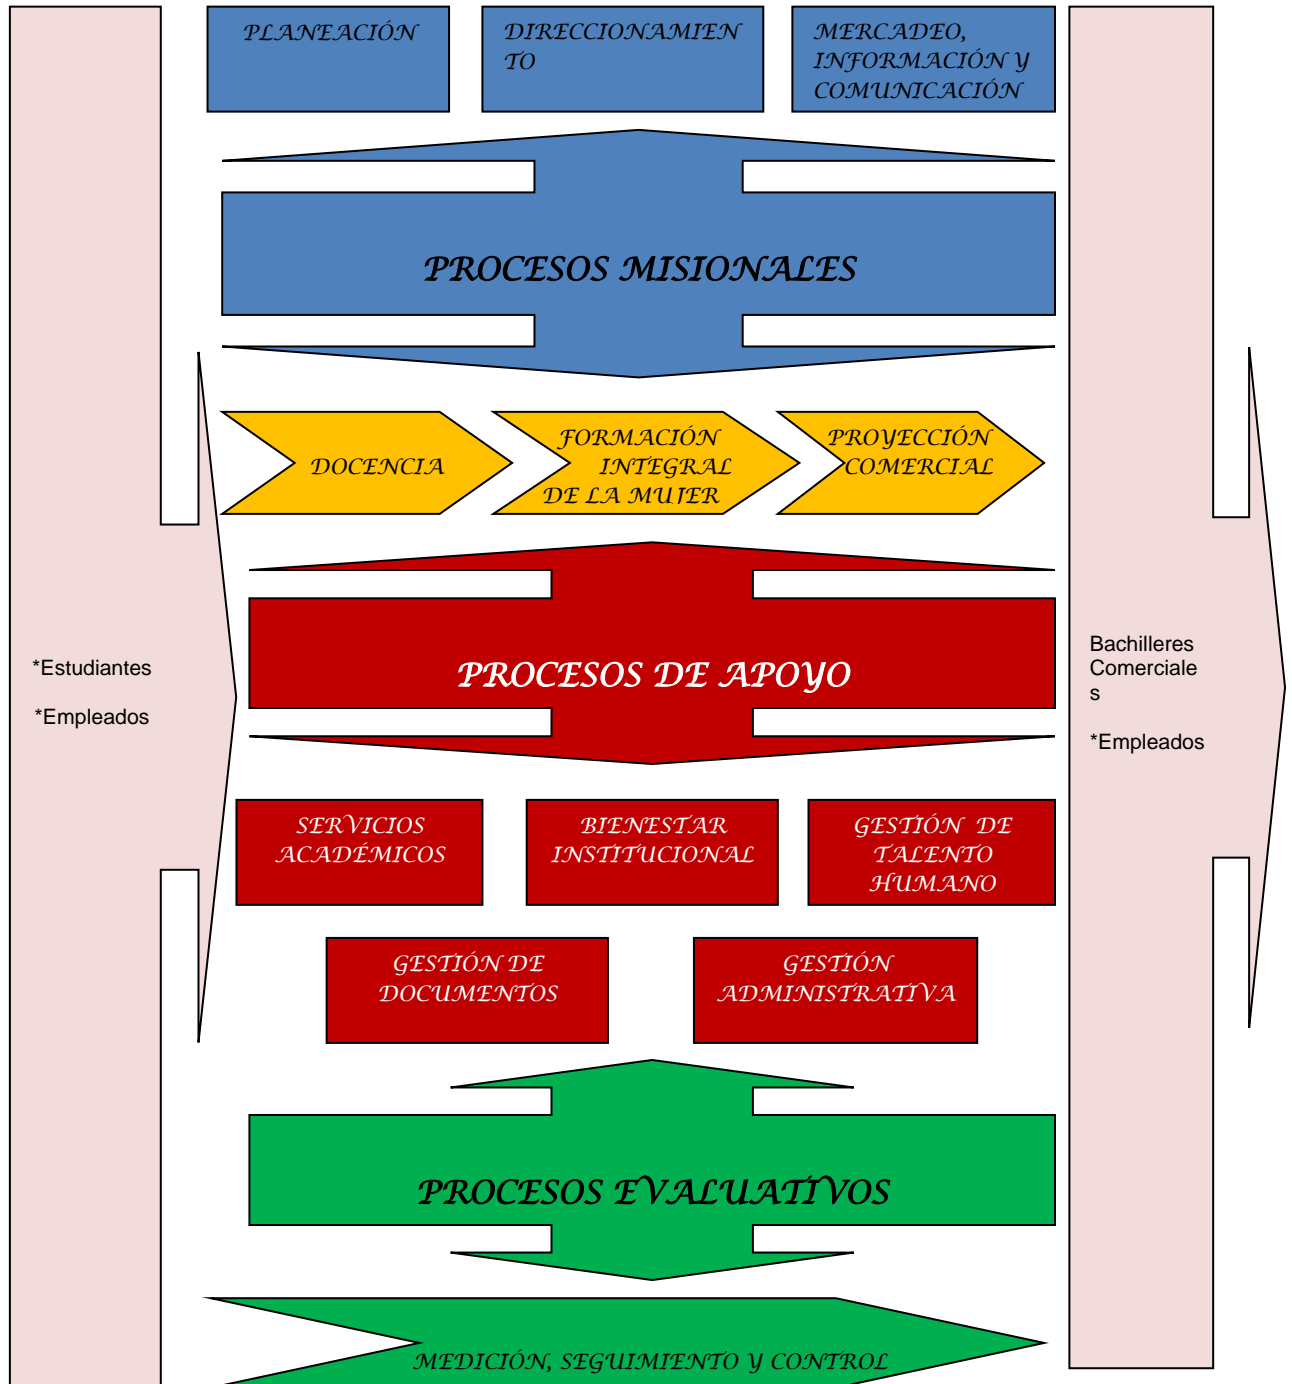 PLANEACIÓN
DIRECCIONAMIEN
TO
MERCADEO,
INFORMACIÓN Y
COMUNICACIÓN
PROCESOS MISIONALES
DOCENCIA
FORMACIÓN
INTEGRAL
DE LA MUJER
PROYECCIÓN
COMERCIAL
*Estudiantes
*Empleados
PROCESOS DE APOYO
Bachilleres
Comerciale
s
*Empleados
SERVICIOS
ACADÉMICOS
BIENESTAR
INSTITUCIONAL
GESTIÓN DE
TALENTO
HUMANO
GESTIÓN DE
DOCUMENTOS
GESTIÓN
ADMINISTRATIVA
PROCESOS EVALUATIVOS
MEDICIÓN, SEGUIMIENTO Y CONTROL